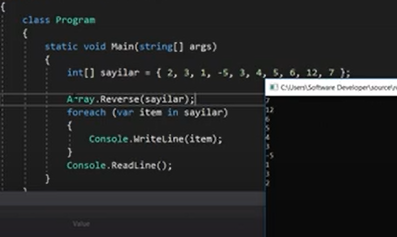 {
class Program
{
static void Main(string[] args)
{
int[] sayilar = { 2, 3, 1, -5, 3, 4, 5, 6, 12, 7 };
Array.Reverse(sayilar);
foreach (var item in sayilar)
{
Console.WriteLine(item);
}
Console.ReadLine();
}
}
C:\Users\Software Developer\source\r
7
12
6
5
4
3
-5
1
3
2
Value